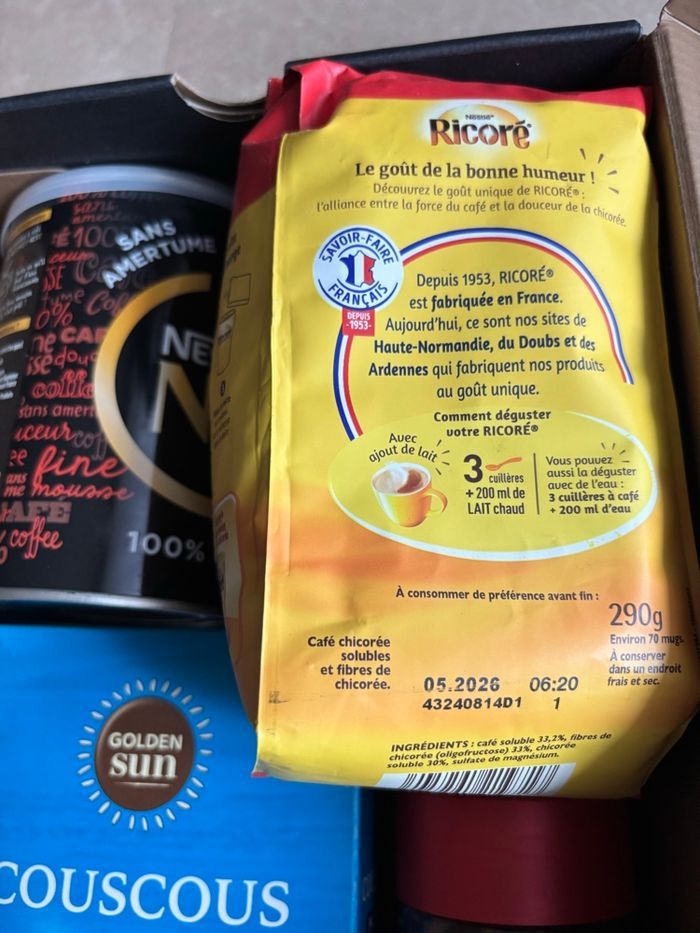 Nestlé
Ricoré®
Le goût de la bonne humeur !
Découvrez le goût unique de RICORÉ® :
l'alliance entre la force du café et la douceur de la chicorée.
SAVOIR-FAIRE
FRANÇAIS
DEPUIS
-1953-
Depuis 1953, RICORÉ®
est fabriquée en France.
Aujourd'hui, ce sont nos sites de
Haute-Normandie, du Doubs et des
Ardennes qui fabriquent nos produits
au goût unique.
Comment déguster
votre RICORÉ®
Avec
ajout de lait
3 cuillères
+ 200 ml de
LAIT chaud
Vous pouvez
aussi la déguster
avec de l'eau :
3 cuillères à café
+ 200 ml d'eau
À consommer de préférence avant fin :
290g
Environ 70 mugs
À conserver
dans un endroit
frais et sec.
Café chicorée
solubles
et fibres de
chicorée.
05.2026 06:20
43240814D1 1
INGRÉDIENTS : café soluble 33,2%, fibres de
chicorée (oligofructose) 33%, chicorée
soluble 30%, sulfate de magnésium.
SANS
AMERTUME
NE
N
100%
sans amert
fine
mousse
coffee
GOLDEN
sun
COUSCOUS